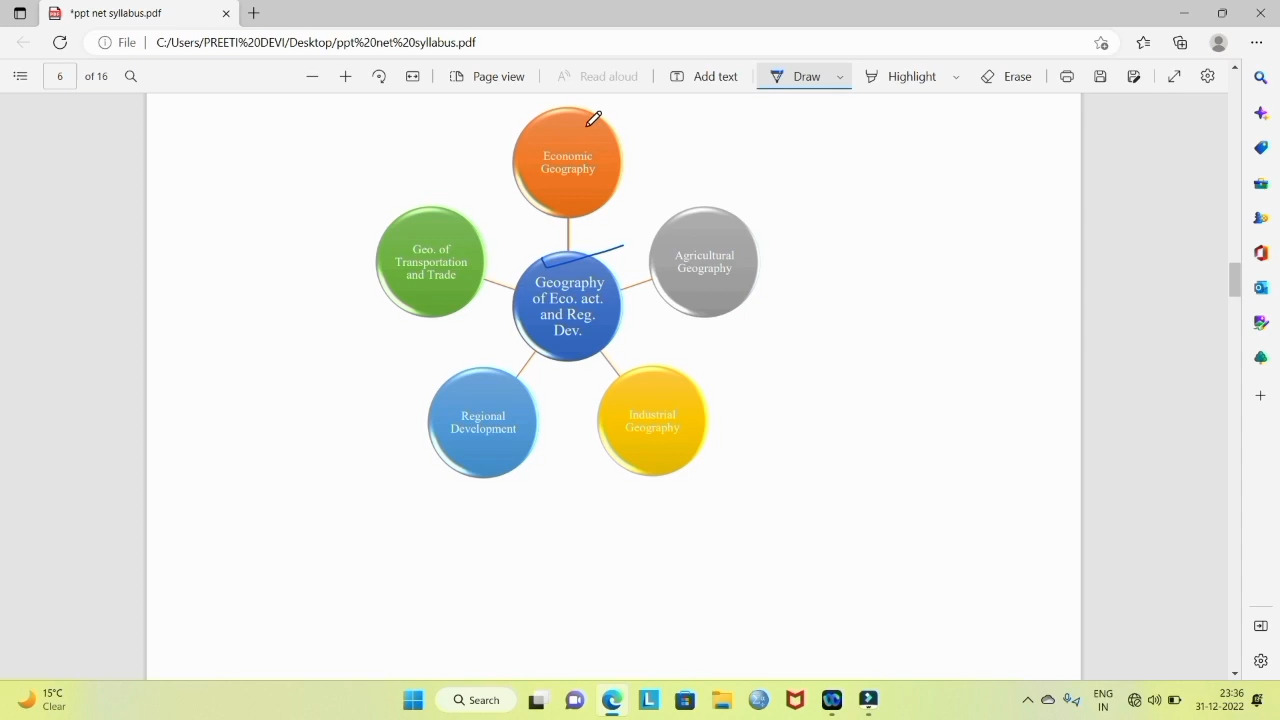 *ppt net syllabus.pdf
File
C:/Users/PREETI%20DEVI/Desktop/ppt%20net%20syllabus.pdf
6
of 16
Page view
Read aloud
Add text
Draw
Highlight
Erase
Economic
Geography
Geo. of
Transportation
and Trade
Agricultural
Geography
Geography
of Eco. act.
and Reg.
Dev.
Regional
Development
Industrial
Geography
15°C
Clear
Search
ENG
IN
23:36
31-12-2022